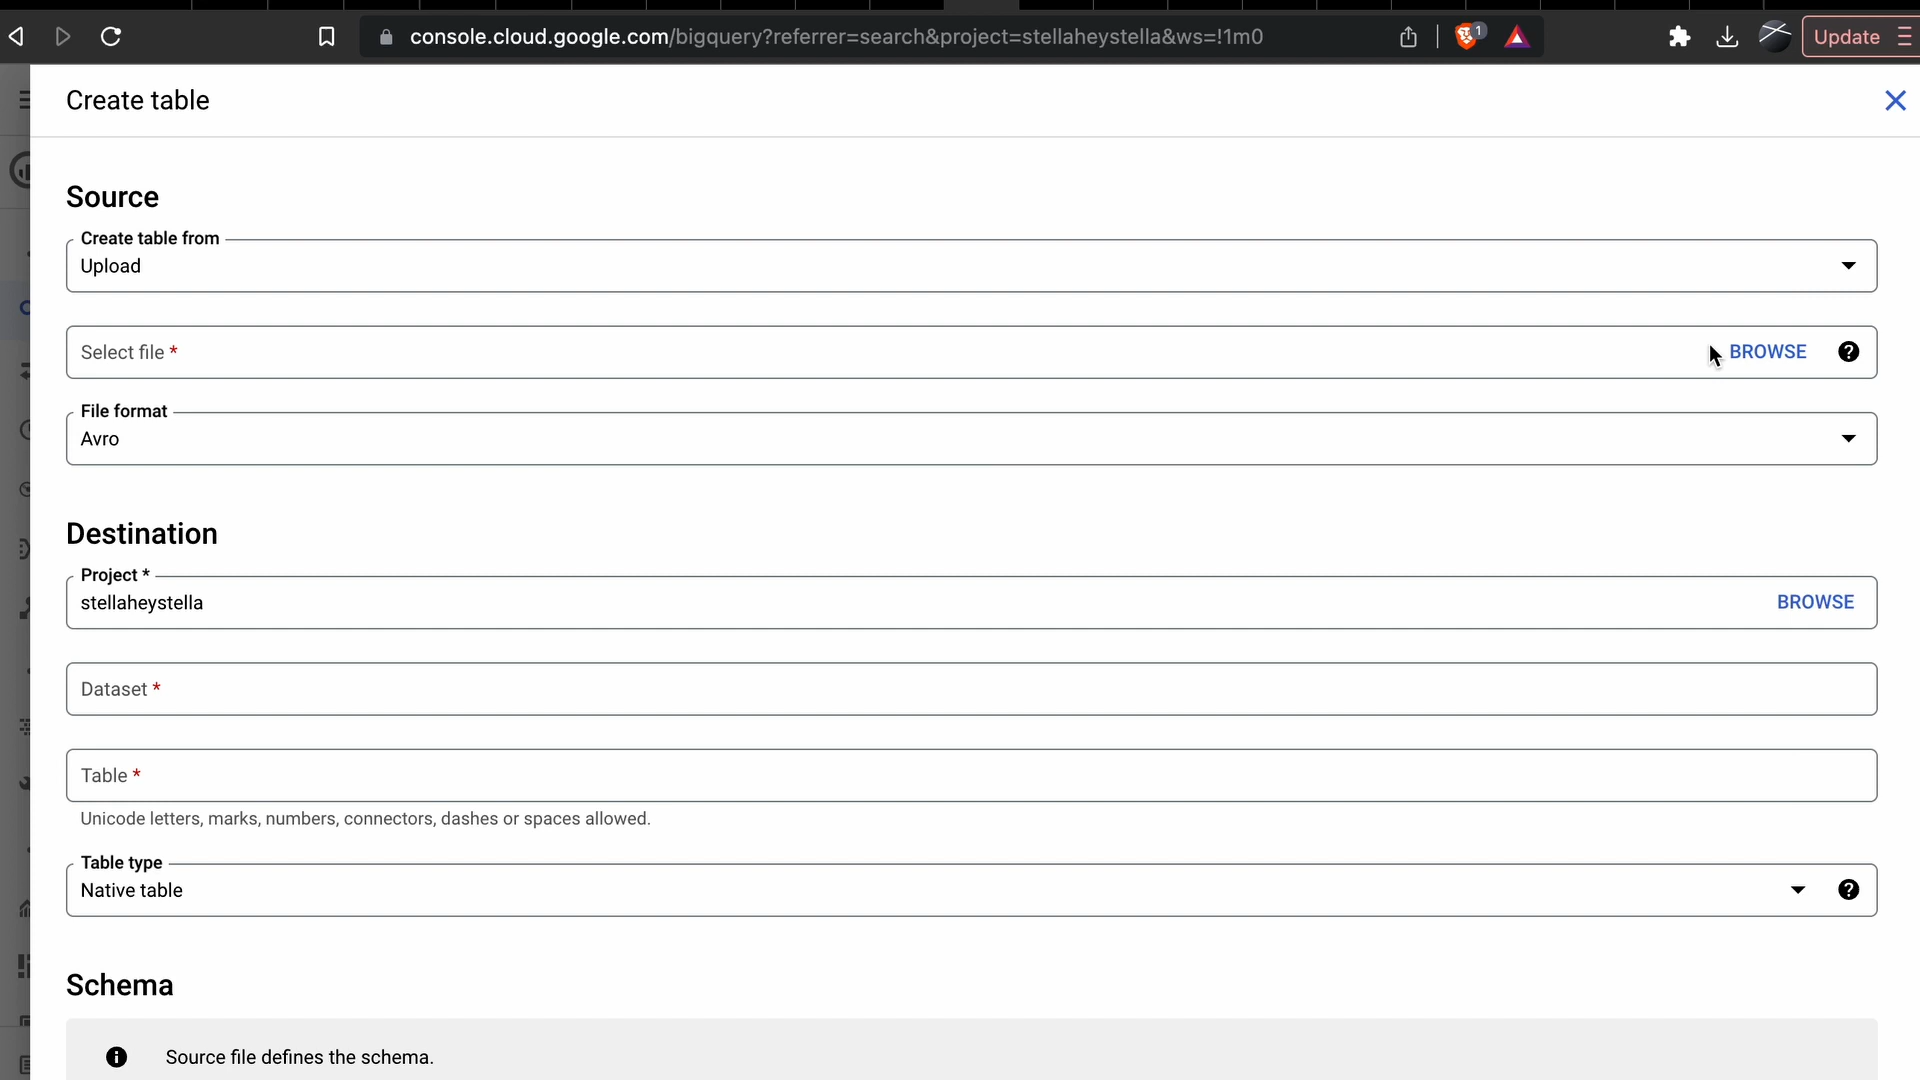 console.cloud.google.com/bigquery?referrer=search&project=stellaheystella&ws=!1m0
1
Update
Create table
Source
Create table from
Upload
Select file *
BROWSE
File format
Avro
Destination
Project *
stellaheystella
BROWSE
Dataset *
Table *
Unicode letters, marks, numbers, connectors, dashes or spaces allowed.
Table type
Native table
Schema
Source file defines the schema.